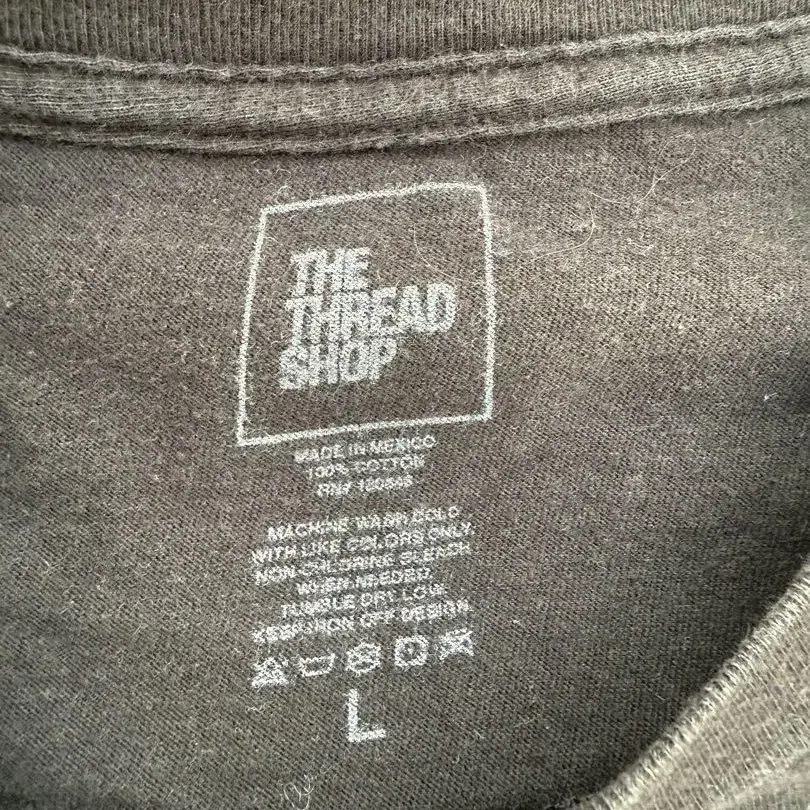 THE
THREAD
SHOP
MADE IN MEXICO
100% COTTON
RN#
MACHINE WASH COLD
WITH LIKE COLORS ONLY.
NON-CHLORINE BLEACH
WHEN NEEDED.
TUMBLE DRY LOW.
KEEP IRON OFF DESIGN.
L